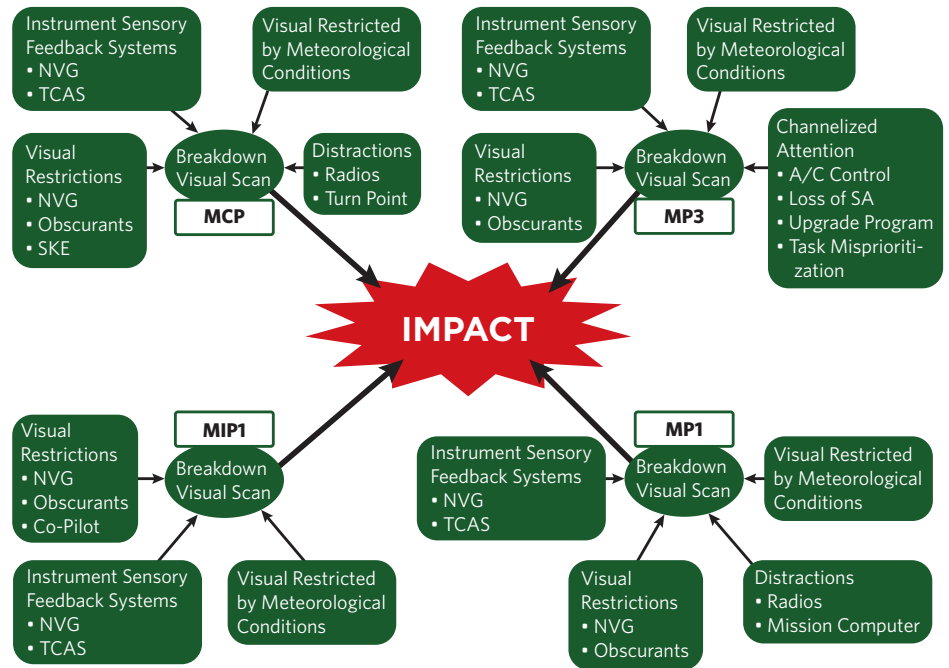 Instrument Sensory
Feedback Systems
• NVG
• TCAS
Visual Restricted
by Meteorological
Conditions
Visual
Restrictions
• NVG
• Obscurants
• SKE
Breakdown
Visual Scan
MCP
Distractions
• Radios
• Turn Point
Instrument Sensory
Feedback Systems
• NVG
• TCAS
Visual Restricted
by Meteorological
Conditions
Visual
Restrictions
• NVG
• Obscurants
Breakdown
Visual Scan
MP3
Channelized
Attention
• A/C Control
• Loss of SA
• Upgrade Program
• Task Misprioriti-
zation
IMPACT
MIP1
Breakdown
Visual Scan
Visual
Restrictions
• NVG
• Obscurants
• Co-Pilot
Instrument Sensory
Feedback Systems
• NVG
• TCAS
Visual Restricted
by Meteorological
Conditions
MP1
Breakdown
Visual Scan
Instrument Sensory
Feedback Systems
• NVG
• TCAS
Visual Restricted
by Meteorological
Conditions
Visual
Restrictions
• NVG
• Obscurants
Distractions
• Radios
• Mission Computer